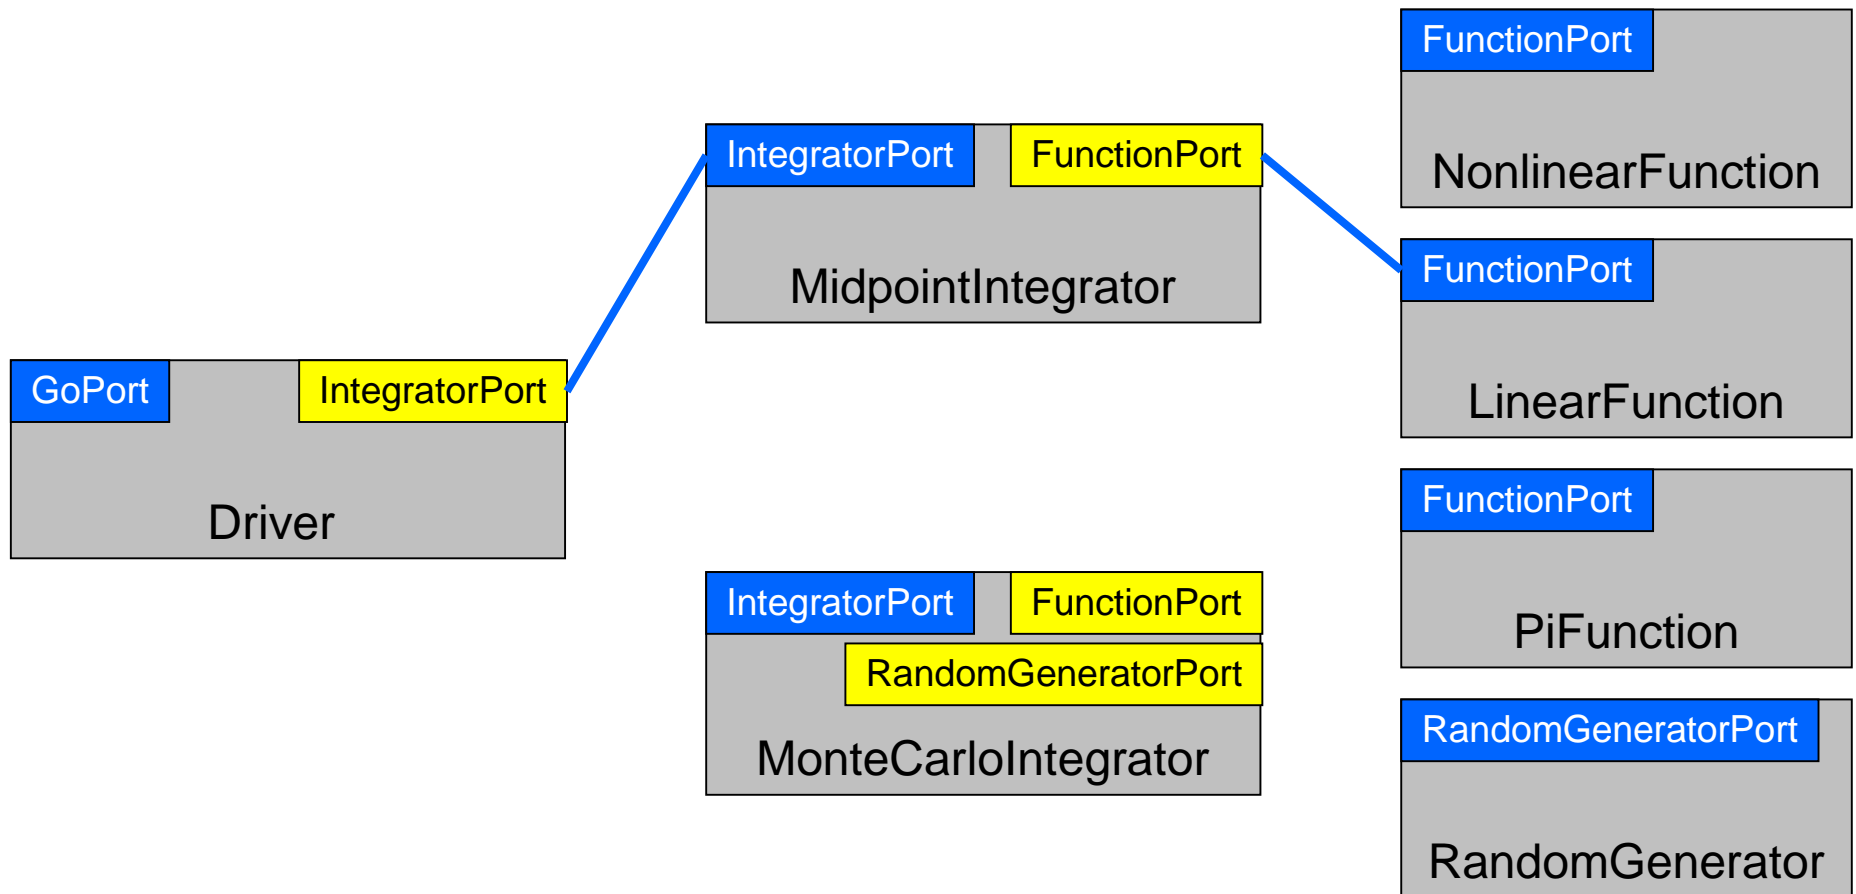 FunctionPort
NonlinearFunction
IntegratorPort FunctionPort
MidpointIntegrator
FunctionPort
LinearFunction
GoPort IntegratorPort
Driver
FunctionPort
PiFunction
IntegratorPort FunctionPort
RandomGeneratorPort
MonteCarloIntegrator
RandomGeneratorPort
RandomGenerator